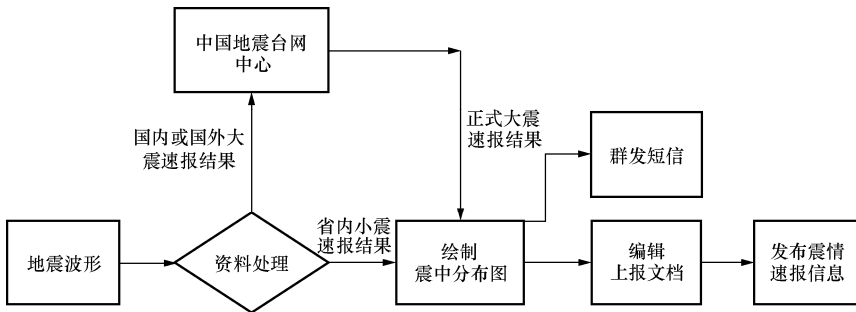 中国地震台网
中心
国内或国外大
震速报结果
正式大震
速报结果
群发短信
地震波形
资料处理
省内小震
速报结果
绘制
震中分布图
编辑
上报文档
发布震情
速报信息